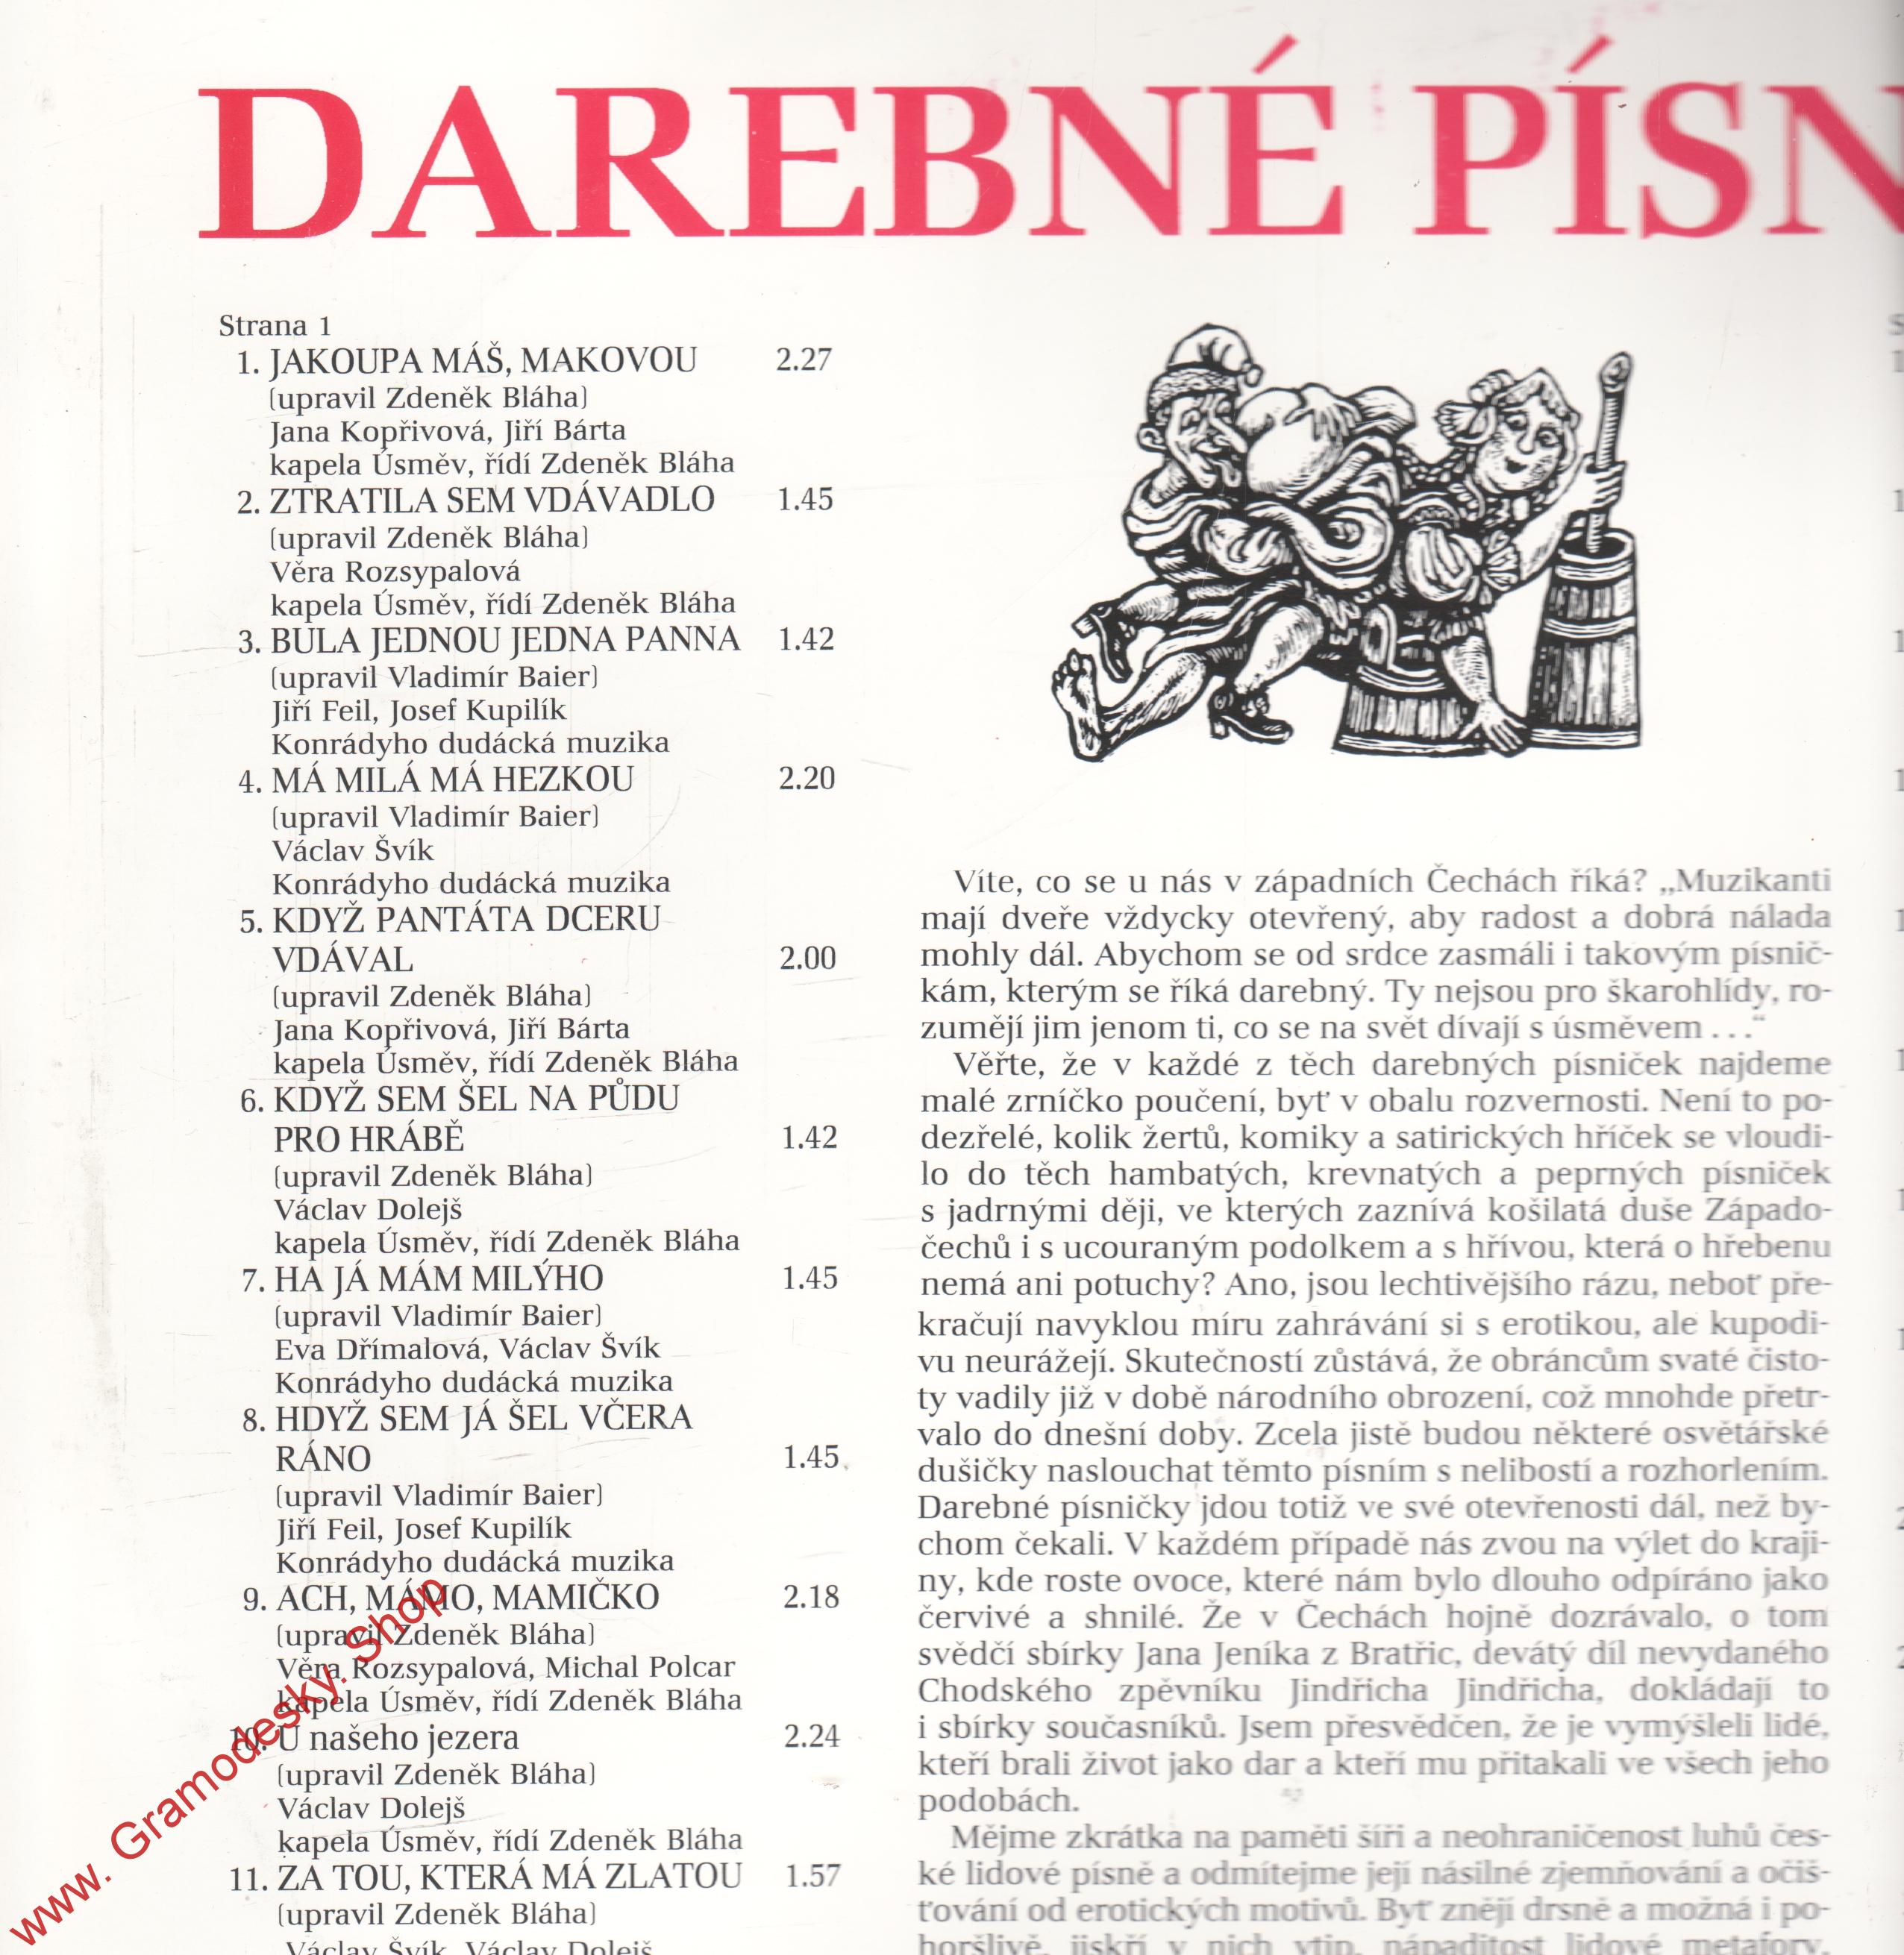 DAREBNÉ PÍSN
Strana 1
1. JAKOUPA MÁŠ, MAKOVOU 2.27
(upravil Zdeněk Bláha)
Jana Kopřivová, Jiří Bárta
kapela Úsměv, řídí Zdeněk Bláha
2. ZTRATILA SEM VDÁVADLO 1.45
(upravil Zdeněk Bláha)
Věra Rozsypalová
kapela Úsměv, řídí Zdeněk Bláha
3. BULA JEDNOU JEDNA PANNA 1.42
(upravil Vladimír Baier)
Jiří Feil, Josef Kupilík
Konrádyho dudácká muzika
4. MÁ MILÁ MÁ HEZKOU 2.20
(upravil Vladimír Baier)
Václav Švík
Konrádyho dudácká muzika
5. KDYŽ PANTÁTA DCERU
VDÁVAL 2.00
(upravil Zdeněk Bláha)
Jana Kopřivová, Jiří Bárta
kapela Úsměv, řídí Zdeněk Bláha
6. KDYŽ SEM ŠEL NA PŮDU
PRO HRÁBĚ 1.42
(upravil Zdeněk Bláha)
Václav Dolejš
kapela Úsměv, řídí Zdeněk Bláha
7. HA JÁ MÁM MILÝHO 1.45
(upravil Vladimír Baier)
Eva Dřímalová, Václav Švík
Konrádyho dudácká muzika
8. HDYŽ SEM JÁ ŠEL VČERA
RÁNO 1.45
(upravil Vladimír Baier)
Jiří Feil, Josef Kupilík
Konrádyho dudácká muzika
9. ACH, MÁMO, MAMIČKO 2.18
(upravil Zdeněk Bláha)
Věra Rozsypalová, Michal Polcar
kapela Úsměv, řídí Zdeněk Bláha
10. U našeho jezera 2.24
(upravil Zdeněk Bláha)
Václav Dolejš
kapela Úsměv, řídí Zdeněk Bláha
11. ZA TOU, KTERÁ MÁ ZLATOU 1.57
(upravil Zdeněk Bláha)
Václav Švík, Václav Dolejš
Víte, co se u nás v západních Čechách říká? „Muzikanti
mají dveře vždycky otevřený, aby radost a dobrá nálada
mohly dál. Abychom se od srdce zasmáli i takovým písnič-
kám, kterým se říká darebný. Ty nejsou pro škarohlídy, ro-
zumějí jim jenom ti, co se na svět dívají s úsměvem . . .“
Věřte, že v každé z těch darebných písniček najdeme
malé zrníčko poučení, byť v obalu rozvernosti. Není to po-
dezřelé, kolik žertů, komiky a satirických hříček se vloudi-
lo do těch hambatých, krevnatých a peprných písniček
s jadrnými ději, ve kterých zaznívá košilatá duše Západo-
čechů i s ucouraným podolkem a s hřívou, která o hřebenu
nemá ani potuchy? Ano, jsou lechtivějšího rázu, neboť pře-
kračují navyklou míru zahrávání si s erotikou, ale kupodi-
vu neurážejí. Skutečností zůstává, že obráncům svaté čisto-
ty vadily již v době národního obrození, což mnohde přetr-
valo do dnešní doby. Zcela jistě budou některé osvětářské
dušičky naslouchat těmto písním s nelibostí a rozhorlením.
Darebné písničky jdou totiž ve své otevřenosti dál, než by-
chom čekali. V každém případě nás zvou na výlet do kraji-
ny, kde roste ovoce, které nám bylo dlouho odpíráno jako
červivé a shnilé. Že v Čechách hojně dozrávalo, o tom
svědčí sbírky Jana Jeníka z Bratřic, devátý díl nevydaného
Chodského zpěvníku Jindřicha Jindřicha, dokládají to
i sbírky současníků. Jsem přesvědčen, že je vymýšleli lidé,
kteří brali život jako dar a kteří mu přitakali ve všech jeho
podobách.
Mějme zkrátka na paměti šíři a neohraničenost luhů čes-
ké lidové písně a odmítejme její násilné zjemňování a očis-
ťování od erotických motivů. Byť znějí drsně a možná i po-
horšlivě, jiskří v nich vtip, nápaditost lidové metafory,
www. Gramodesky. Shop